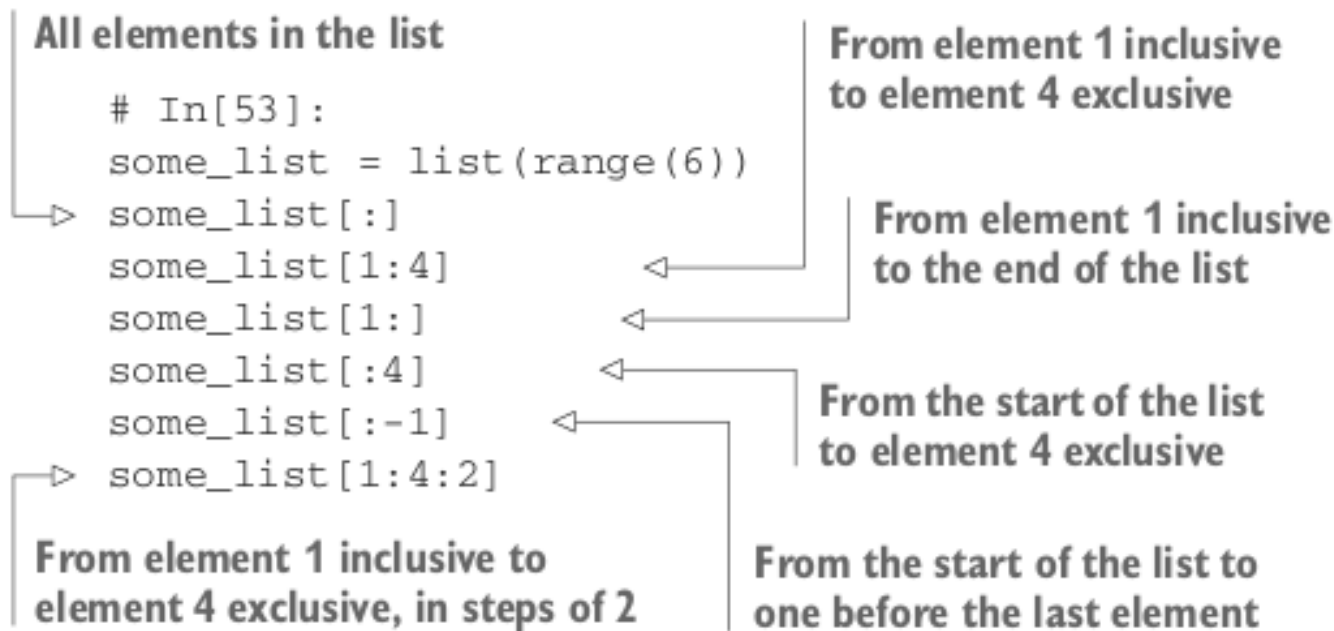 All elements in the list
From element 1 inclusive
to element 4 exclusive
# In[53]:
some_list = list(range(6))
some_list[:]
From element 1 inclusive
to the end of the list
some_list[1:4]
some_list[1:]
some_list[:4]
From the start of the list
to element 4 exclusive
some_list[:-1]
some_list[1:4:2]
From element 1 inclusive to
element 4 exclusive, in steps of 2
From the start of the list to
one before the last element